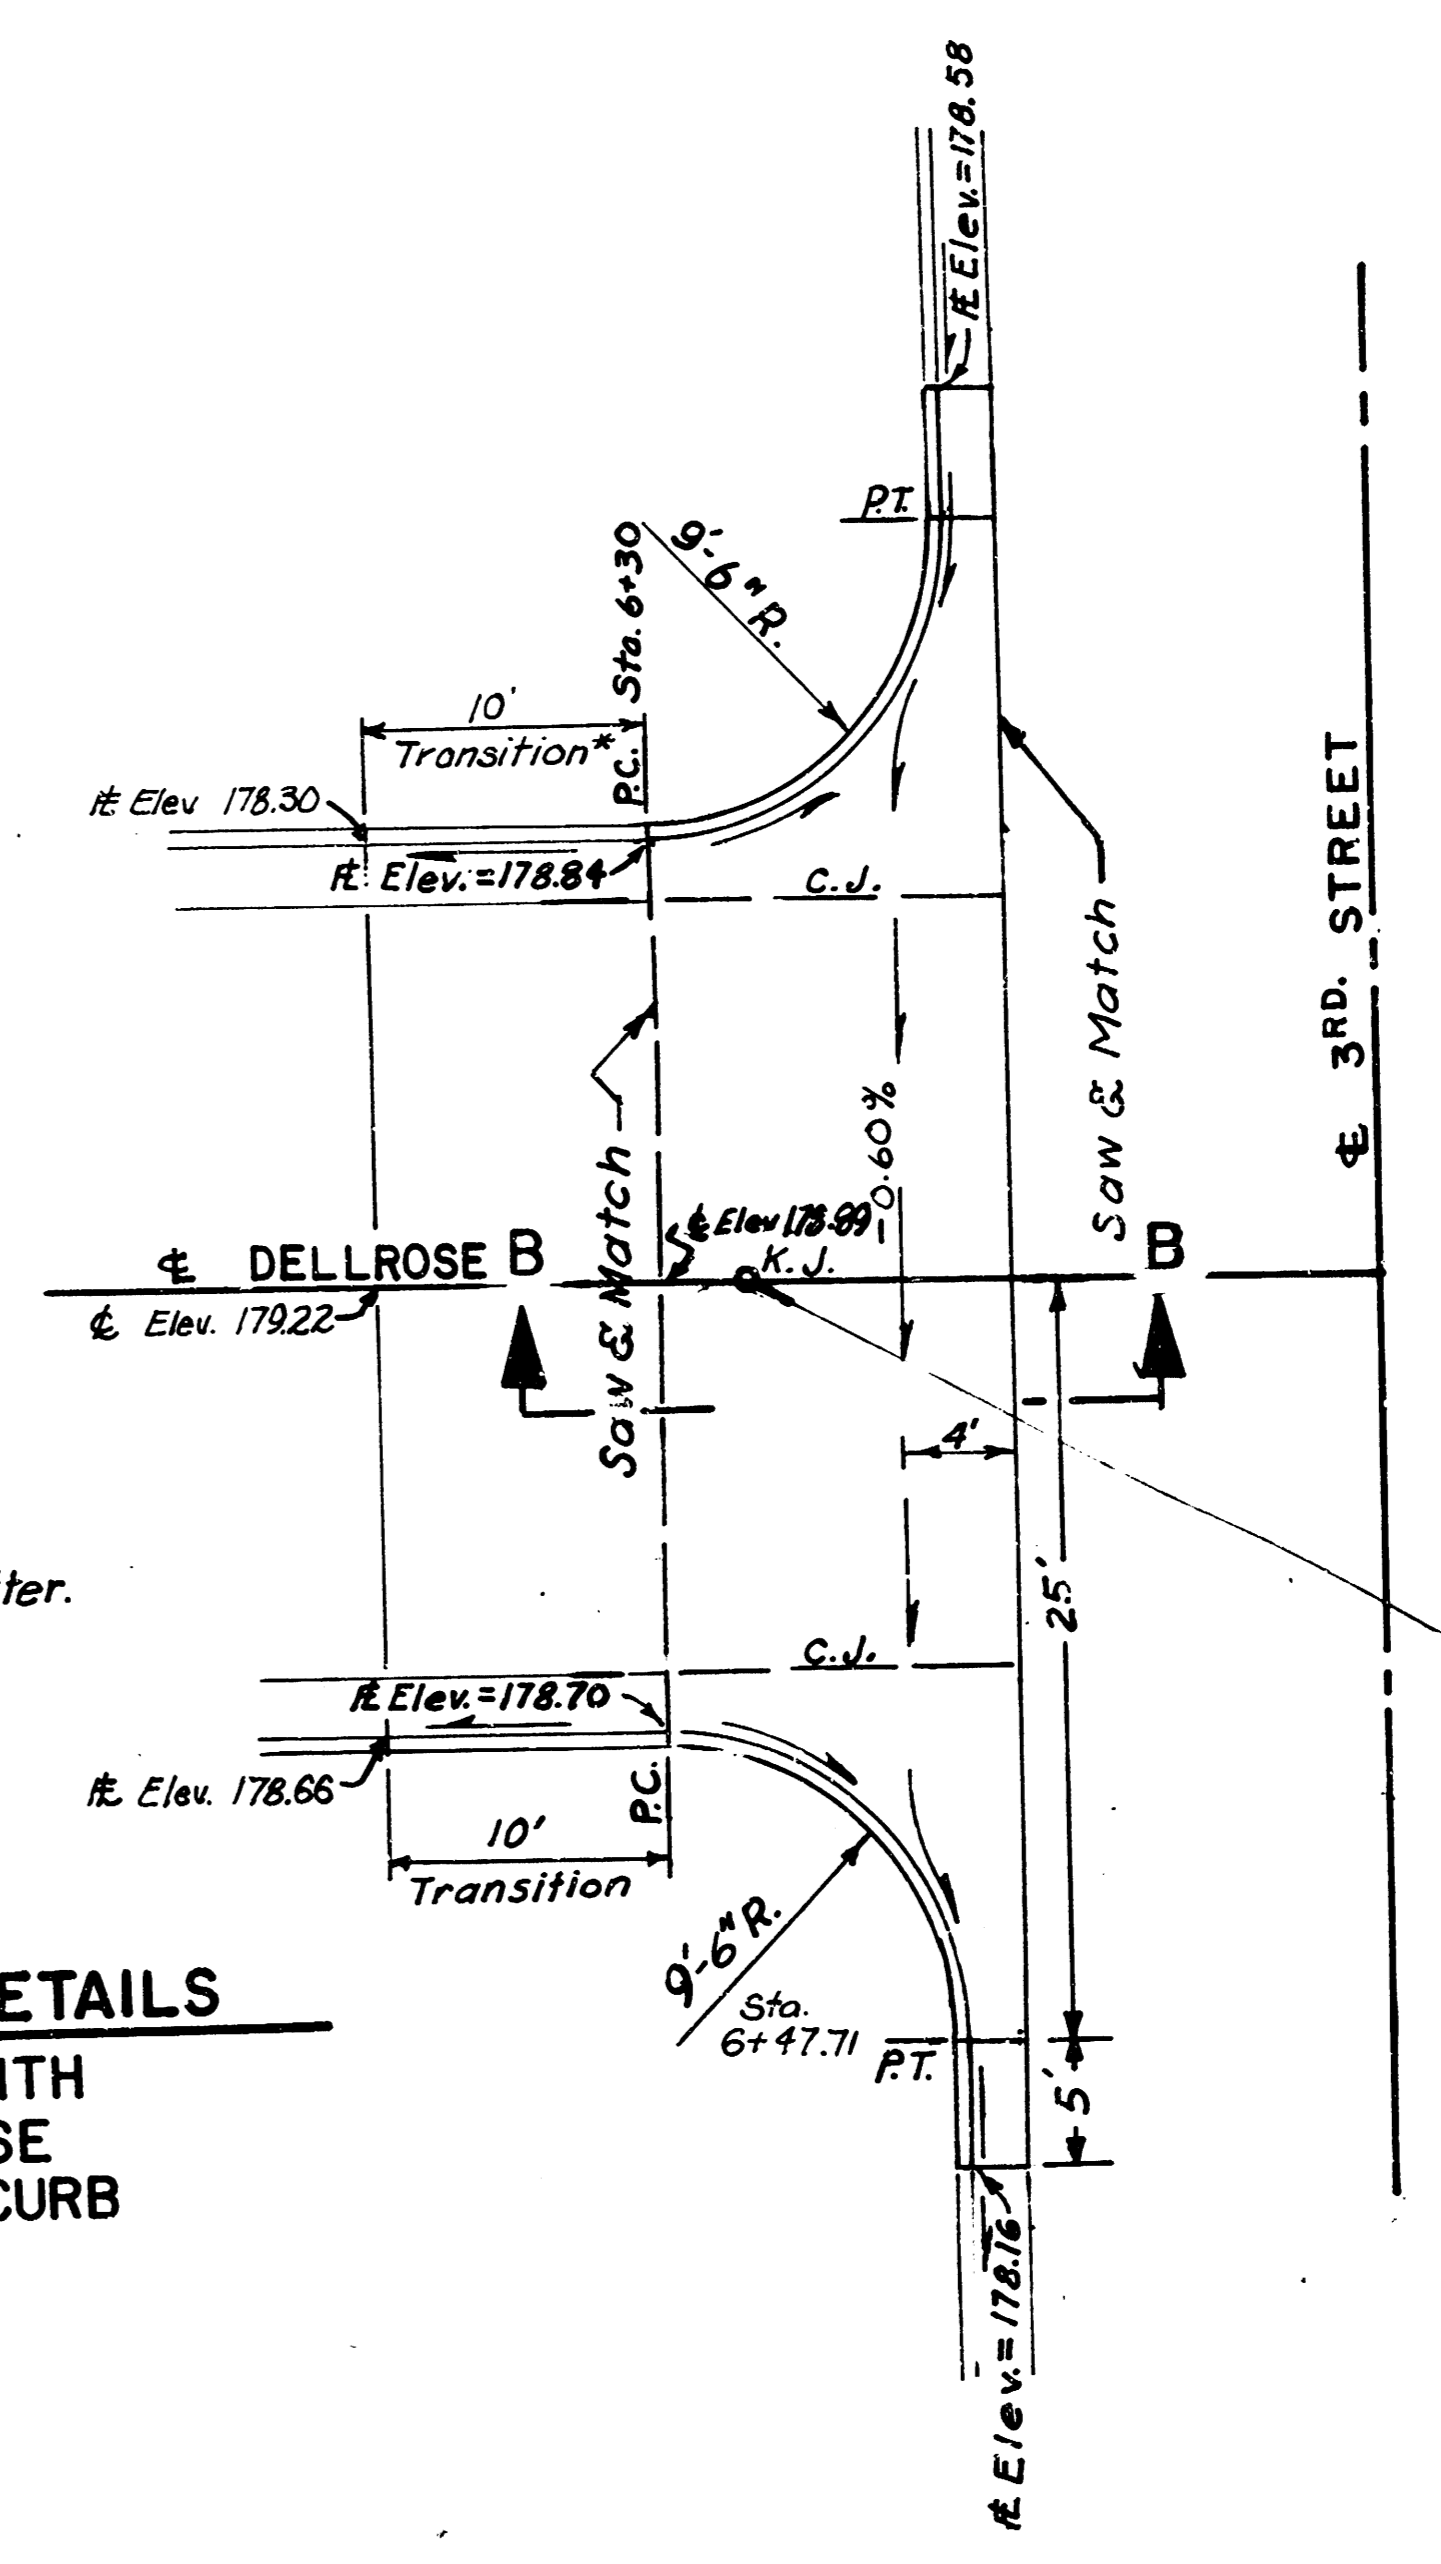 ℄ Elev.=178.58
P.T.
9'-6" R.
P.C. Sta. 6+30
10'
Transition*
℄ Elev 178.30
℄ Elev.=178.84
C.J.
Saw & Match
Saw & Match
℄ 3RD. STREET
-0.60%
℄ Elev 178.89
K.J.
℄ DELLROSE
B
B
℄ Elev. 179.22
4'
25'
ter.
C.J.
℄ Elev.=178.70
℄ Elev. 178.66
P.C.
10'
Transition
9'-6" R.
Sta.
6+47.71
P.T.
5'
ETAILS
ITH
SE
CURB
℄ Elev.=178.16